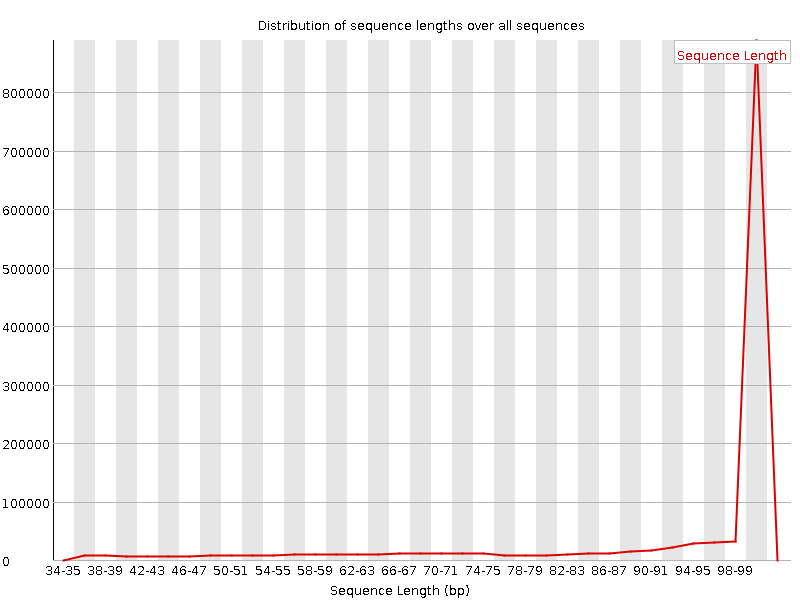 Distribution of sequence lengths over all sequences
Sequence Length
800000
700000
600000
500000
400000
300000
200000
100000
0
34-35 38-39 42-43 46-47 50-51 54-55 58-59 62-63 66-67 70-71 74-75 78-79 82-83 86-87 90-91 94-95 98-99
Sequence Length (bp)